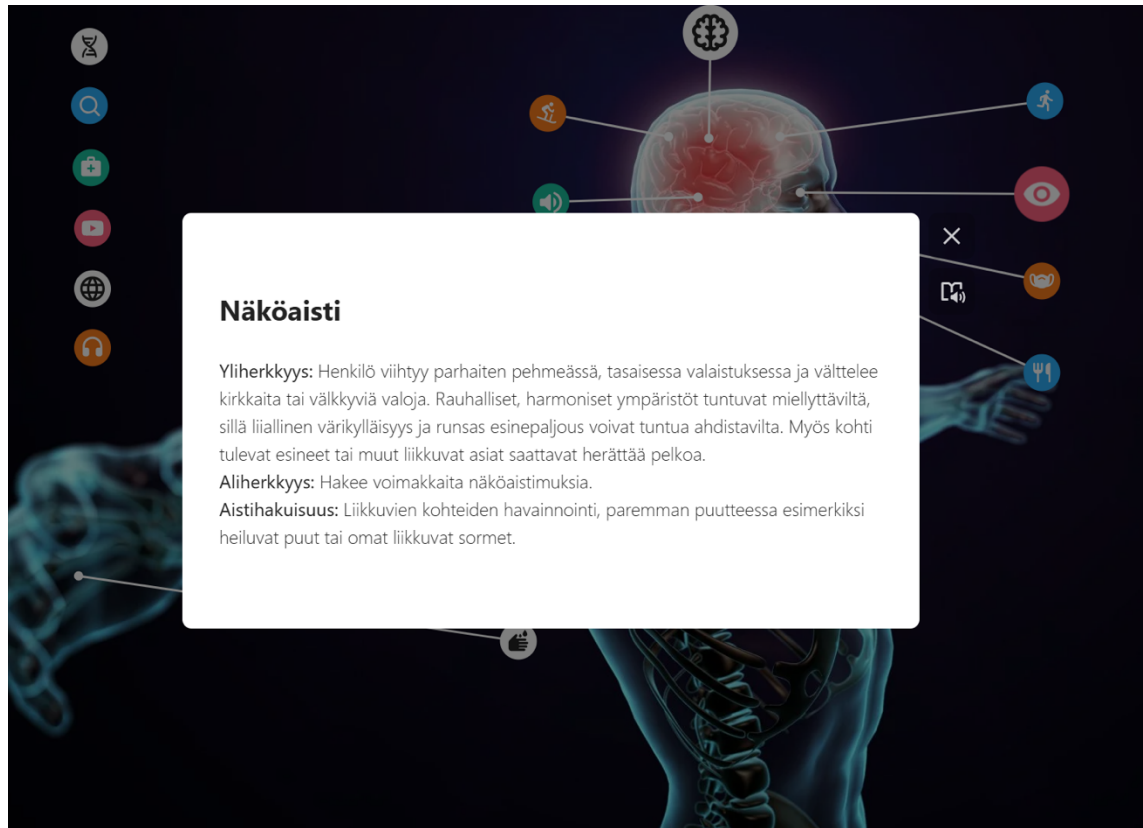 Näköaisti
Yliherkkyys: Henkilö viihtyy parhaiten pehmeässä, tasaisessa valaistuksessa ja välttelee
kirkkaita tai välkkyviä valoja. Rauhalliset, harmoniset ympäristöt tuntuvat miellyttäviltä,
sillä liiallinen värikylläisyys ja runsas esinepaljous voivat tuntua ahdistavilta. Myös kohti
tulevat esineet tai muut liikkuvat asiat saattavat herättää pelkoa.
Aliherkkyys: Hakee voimakkaita näköaistimuksia.
Aistihakuisuus: Liikkuvien kohteiden havainnointi, paremman puutteessa esimerkiksi
heiluvat puut tai omat liikkuvat sormet.